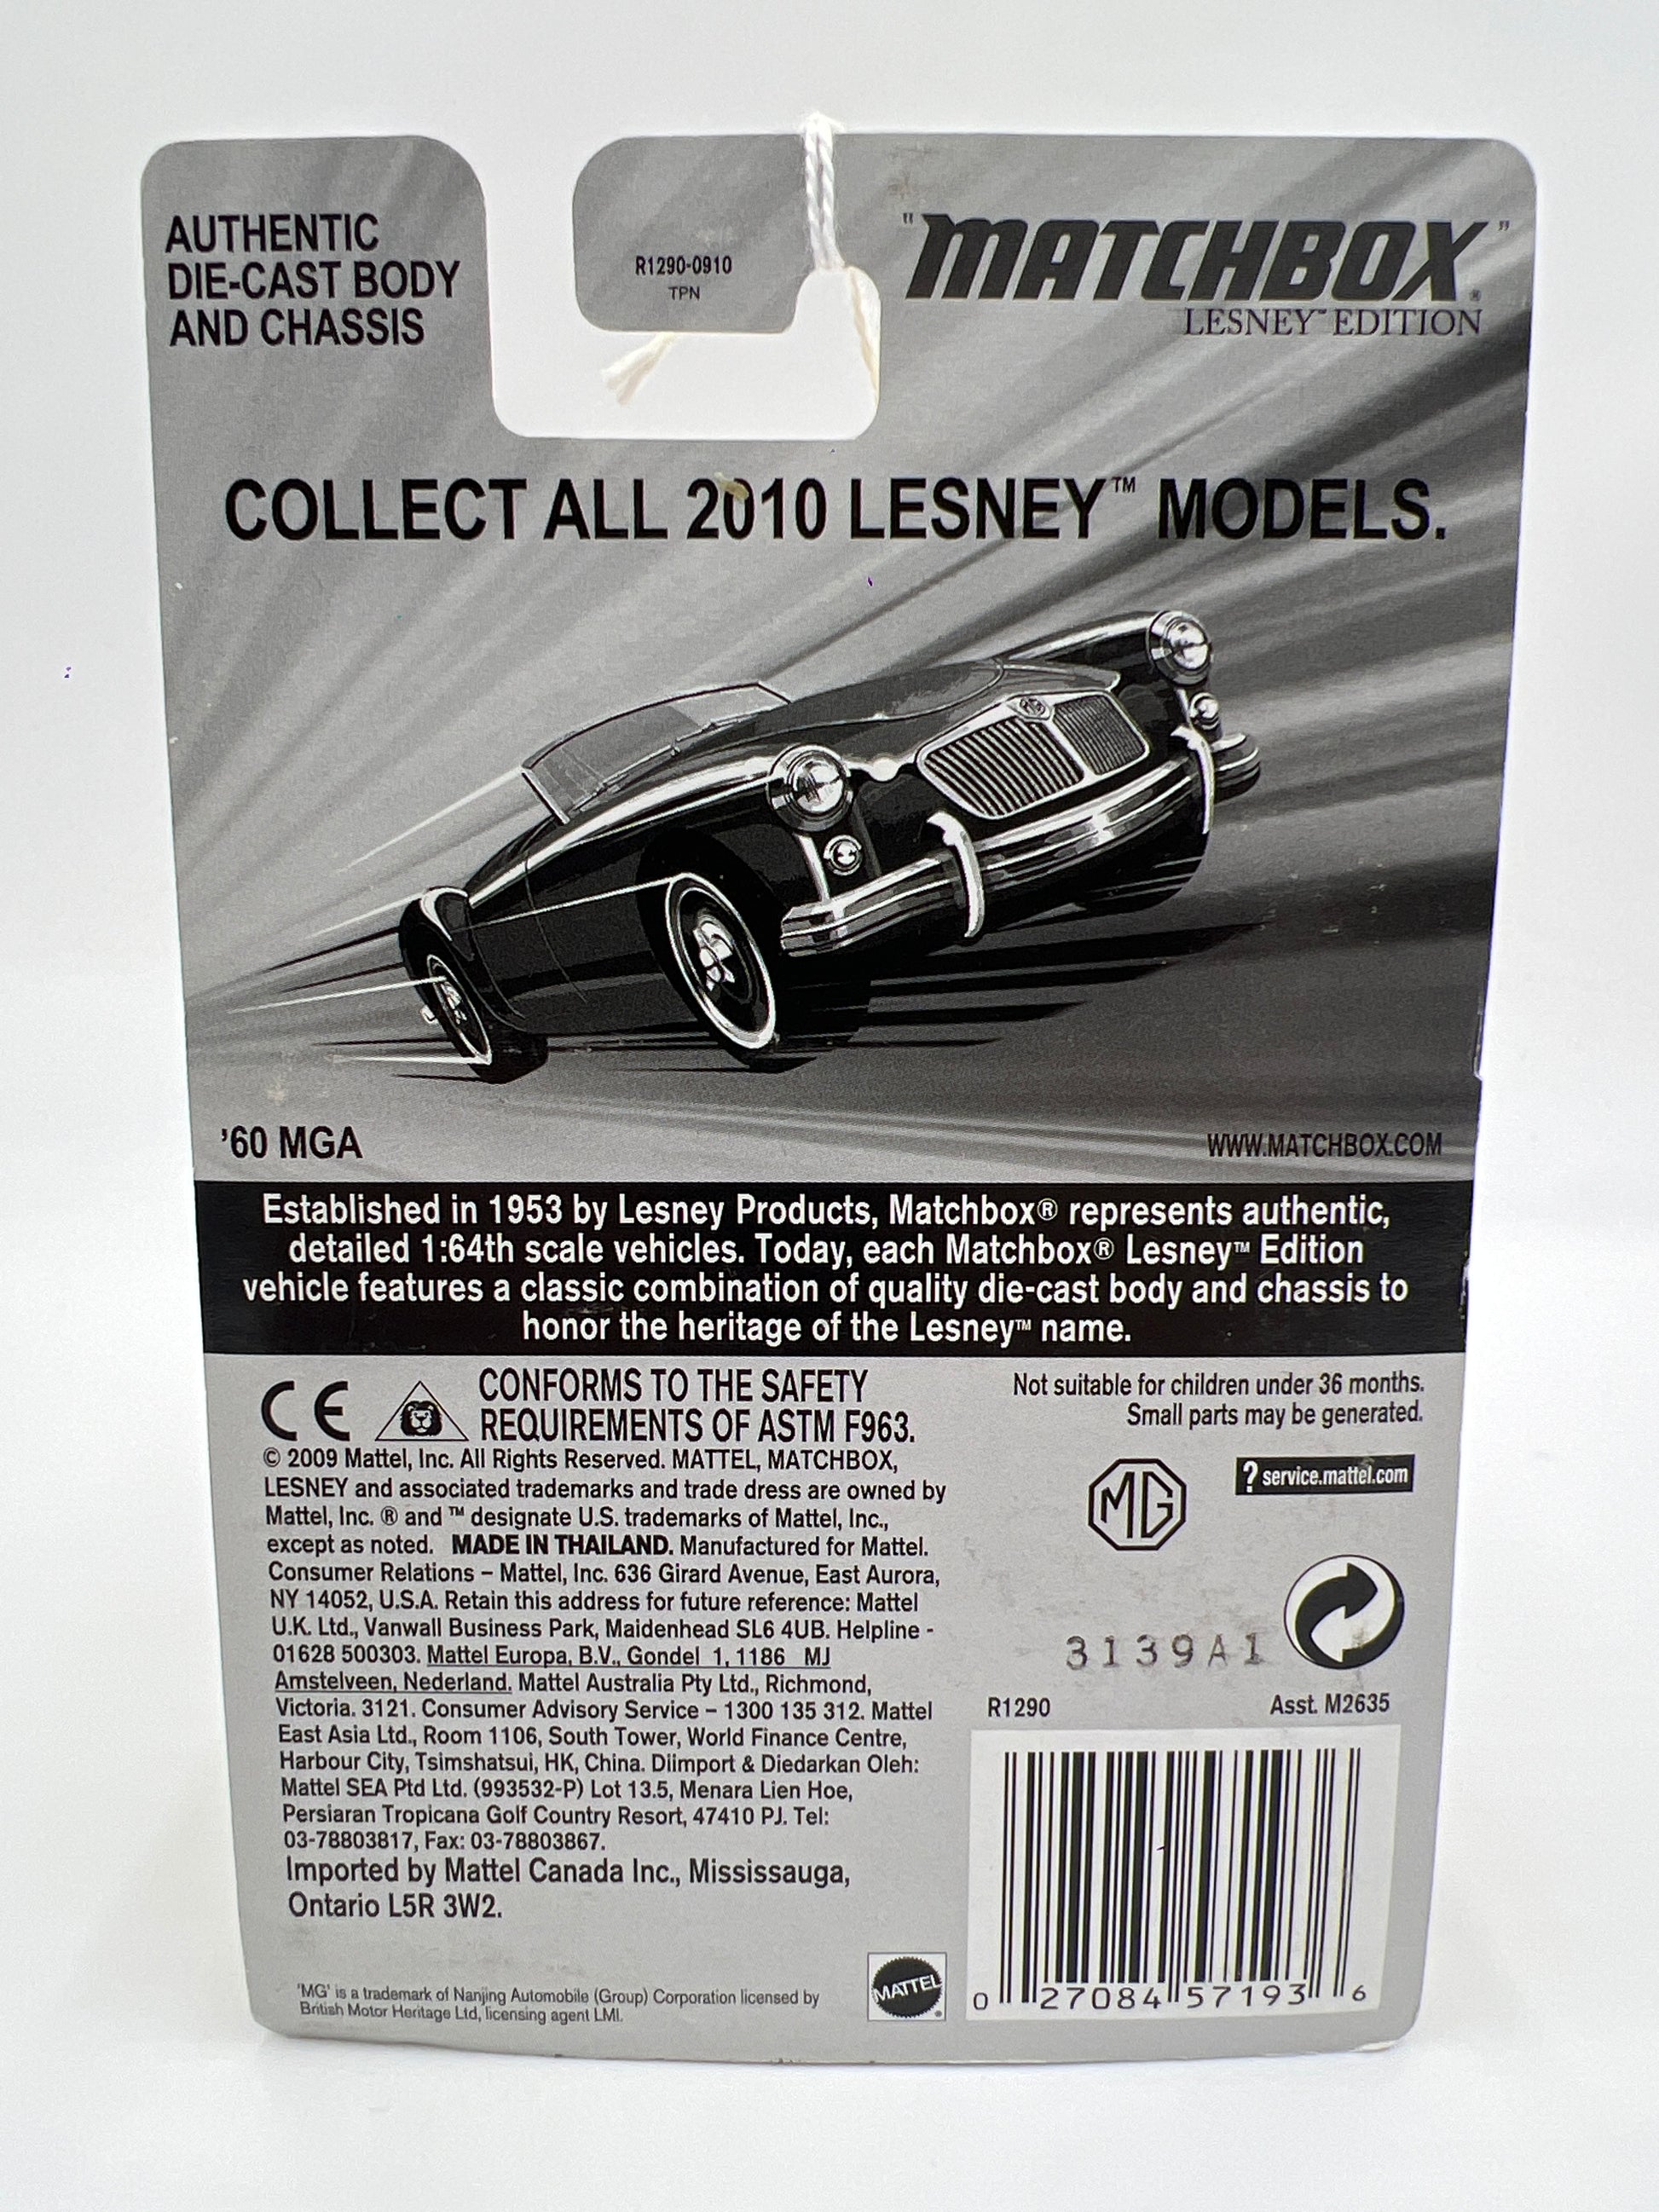 AUTHENTIC
DIE-CAST BODY
AND CHASSIS
R1290-0910
TPN
"MATCHBOX"®
LESNEY™ EDITION
COLLECT ALL 2010 LESNEY™ MODELS.
'60 MGA
WWW.MATCHBOX.COM
Established in 1953 by Lesney Products, Matchbox® represents authentic,
detailed 1:64th scale vehicles. Today, each Matchbox® Lesney™ Edition
vehicle features a classic combination of quality die-cast body and chassis to
honor the heritage of the Lesney™ name.
CE
CONFORMS TO THE SAFETY
REQUIREMENTS OF ASTM F963.
© 2009 Mattel, Inc. All Rights Reserved. MATTEL, MATCHBOX,
LESNEY and associated trademarks and trade dress are owned by
Mattel, Inc. ® and ™ designate U.S. trademarks of Mattel, Inc.,
except as noted. MADE IN THAILAND. Manufactured for Mattel.
Consumer Relations – Mattel, Inc. 636 Girard Avenue, East Aurora,
NY 14052, U.S.A. Retain this address for future reference: Mattel
U.K. Ltd., Vanwall Business Park, Maidenhead SL6 4UB. Helpline -
01628 500303. Mattel Europa, B.V., Gondel 1, 1186 MJ
Amstelveen, Nederland. Mattel Australia Pty Ltd., Richmond,
Victoria. 3121. Consumer Advisory Service – 1300 135 312. Mattel
East Asia Ltd., Room 1106, South Tower, World Finance Centre,
Harbour City, Tsimshatsui, HK, China. Diimport & Diedarkan Oleh:
Mattel SEA Ptd Ltd. (993532-P) Lot 13.5, Menara Lien Hoe,
Persiaran Tropicana Golf Country Resort, 47410 PJ. Tel:
03-78803817, Fax: 03-78803867.
Imported by Mattel Canada Inc., Mississauga,
Ontario L5R 3W2.
'MG' is a trademark of Nanjing Automobile (Group) Corporation licensed by
British Motor Heritage Ltd, licensing agent LMI.
MATTEL®
Not suitable for children under 36 months.
Small parts may be generated.
MG
? service.mattel.com
3139A1
R1290
Asst. M2635
0 27084 57193 6